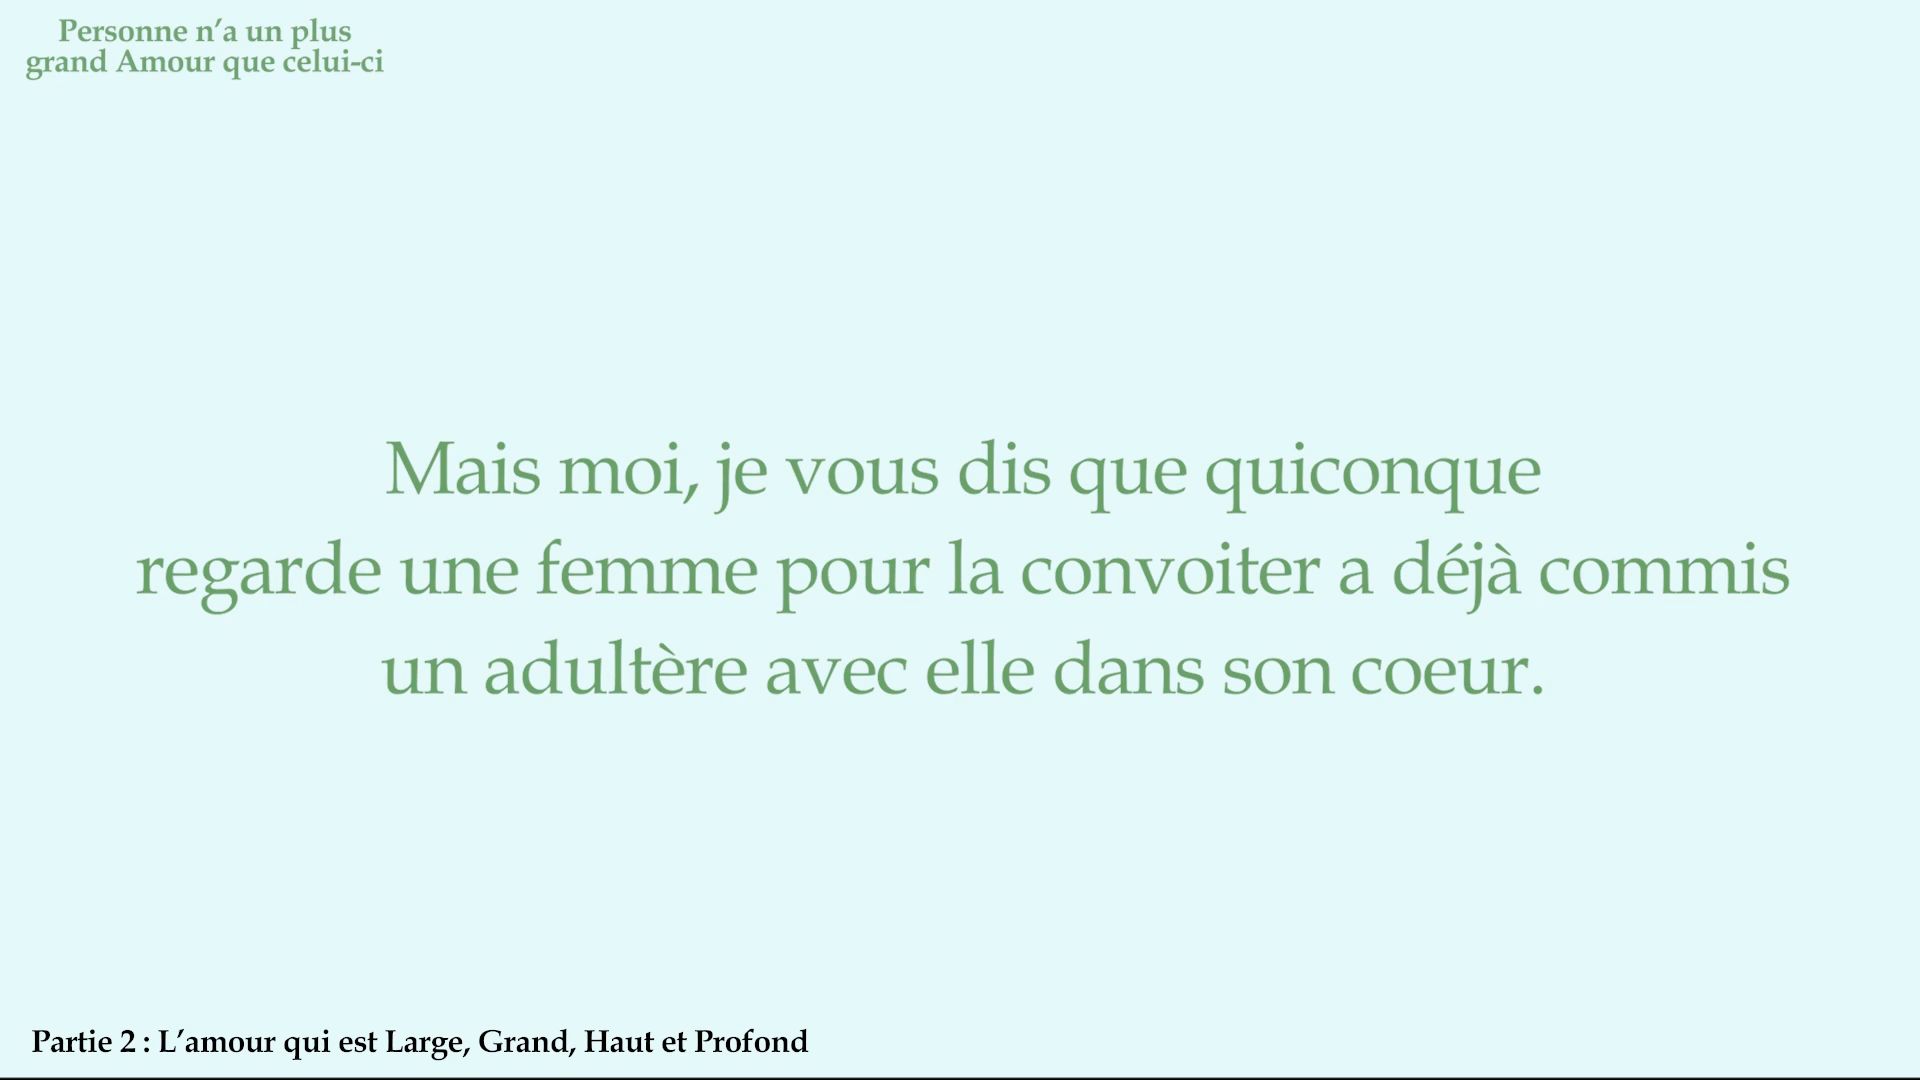 Personne n’a un plus
grand Amour que celui-ci
Mais moi, je vous dis que quiconque
regarde une femme pour la convoiter a déjà commis
un adultère avec elle dans son coeur.
Partie 2 : L’amour qui est Large, Grand, Haut et Profond